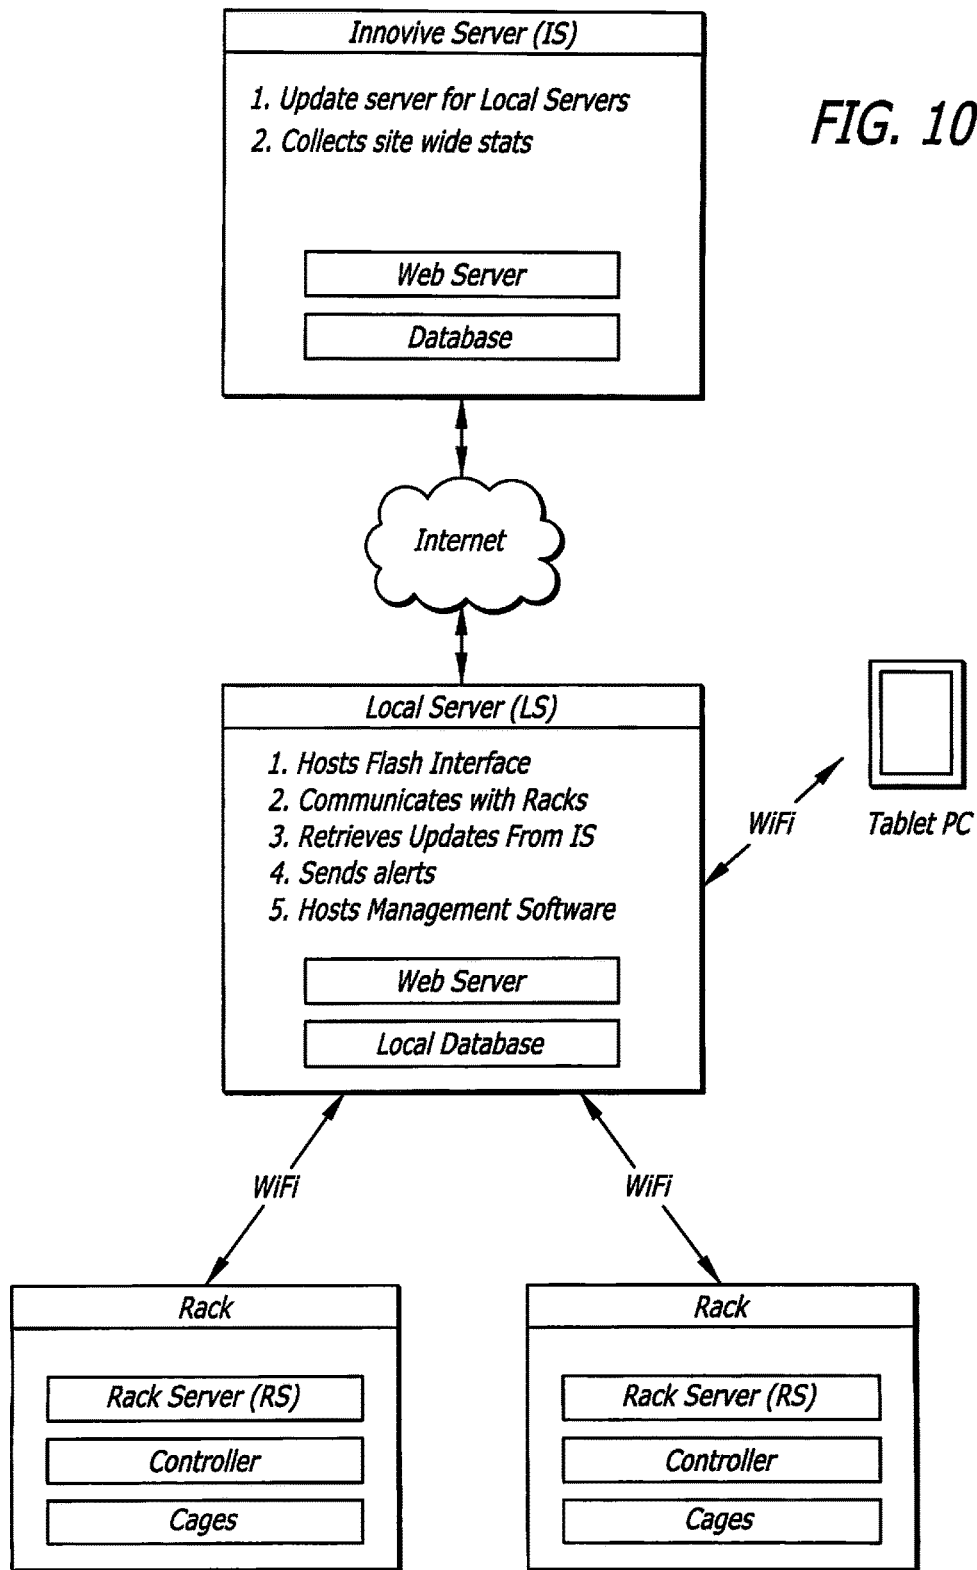 Innovive Server (IS)
1. Update server for Local Servers
2. Collects site wide stats
FIG. 10
Web Server
Database
Internet
Local Server (LS)
1. Hosts Flash Interface
2. Communicates with Racks
3. Retrieves Updates From IS
4. Sends alerts
5. Hosts Management Software
WiFi
Tablet PC
Web Server
Local Database
WiFi
WiFi
Rack
Rack Server (RS)
Controller
Cages
Rack
Rack Server (RS)
Controller
Cages